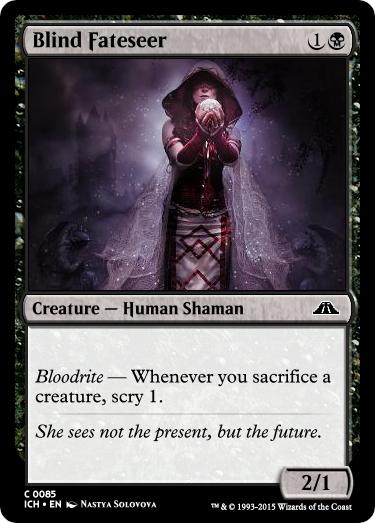 Blind Fateseer 1
Creature — Human Shaman
Bloodrite — Whenever you sacrifice a
creature, scry 1.
She sees not the present, but the future.
2/1
C 0085
ICH • EN Nastya Solovova
™ & © 1993-2015 Wizards of the Coast